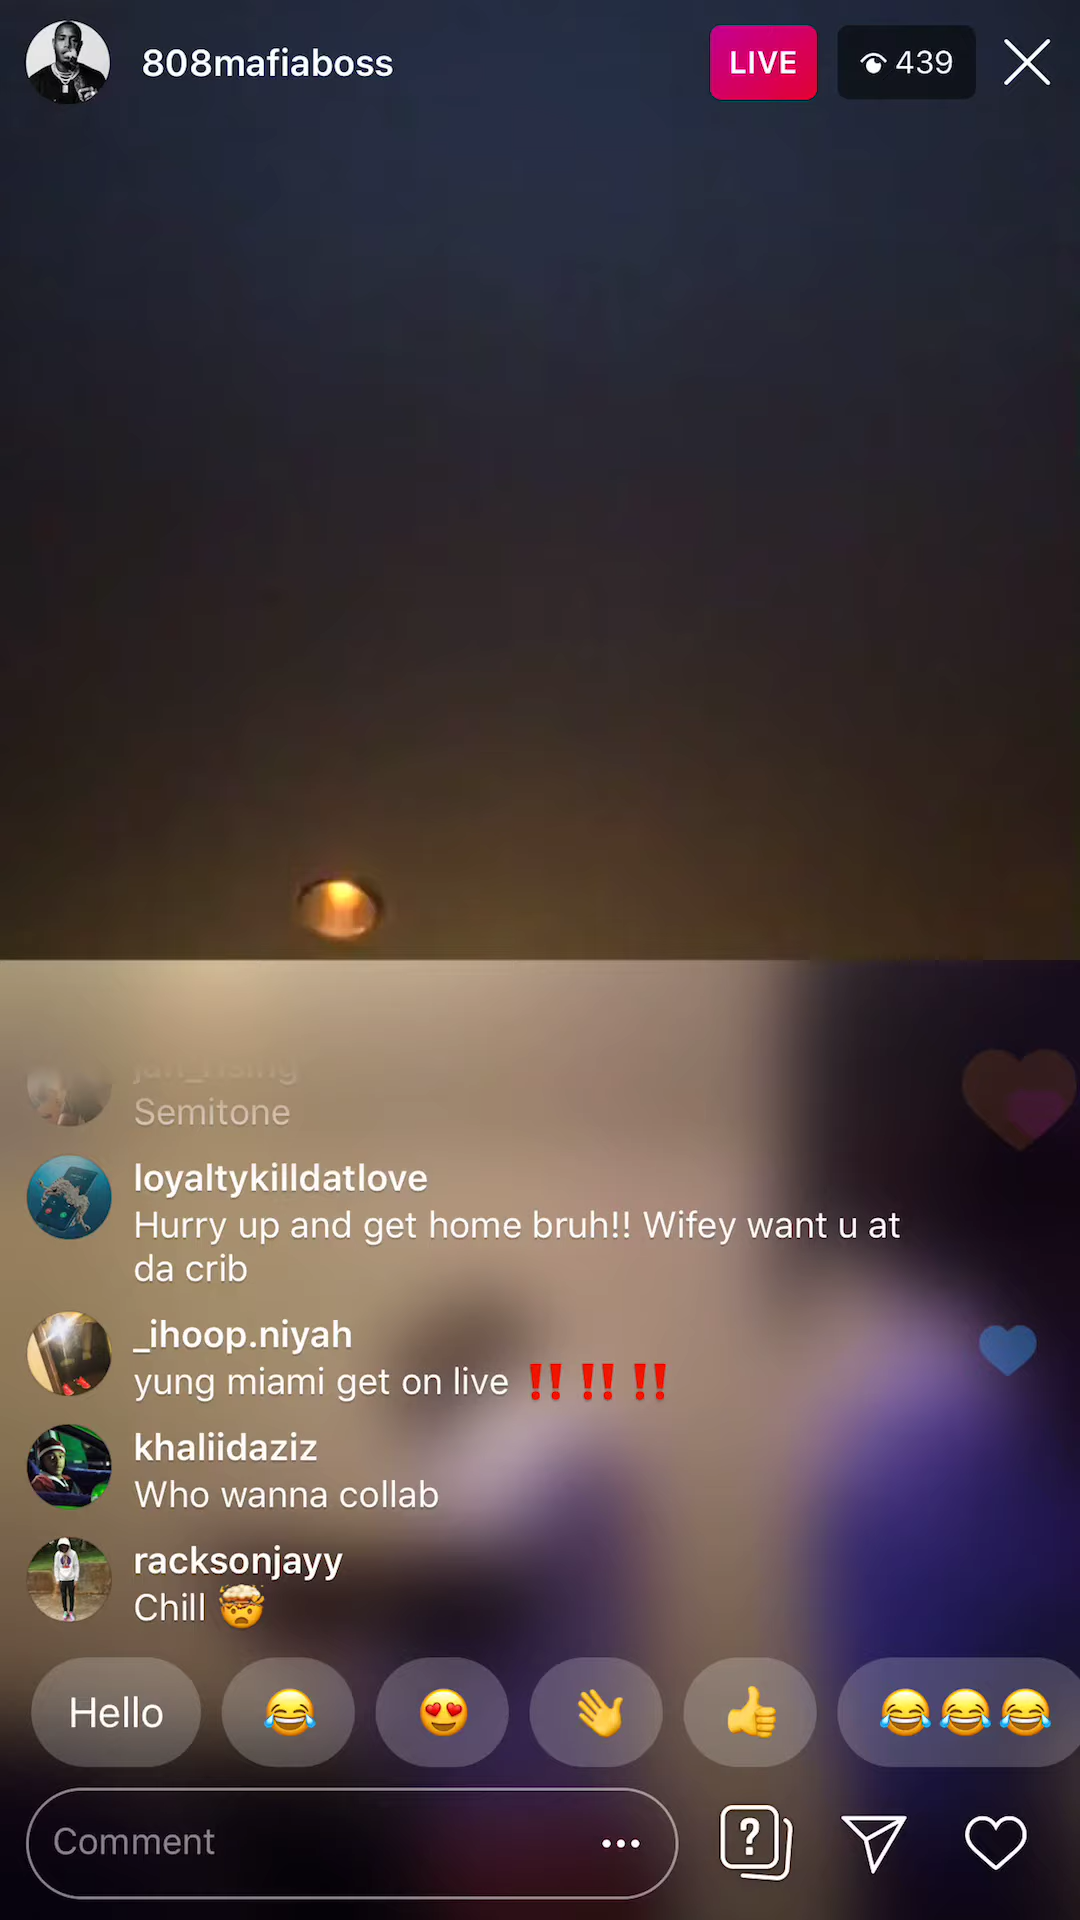 808mafiaboss
LIVE
439
jah_rising
Semitone
loyaltykilldatlove
Hurry up and get home bruh!! Wifey want u at
da crib
_ihoop.niyah
yung miami get on live ‼️ ‼️ ‼️
khaliidaziz
Who wanna collab
racksonjayy
Chill 🤯
Hello 😂 😍 👋 👍 😂😂😂
Comment
?